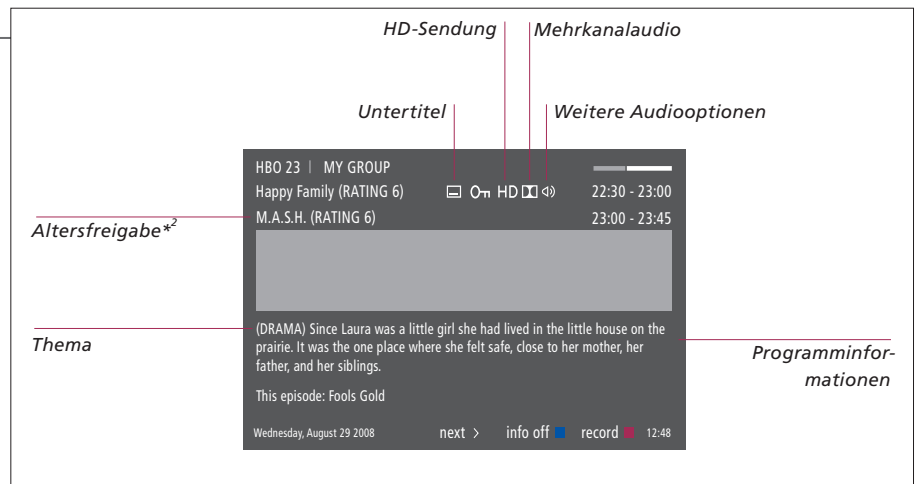 HD-Sendung
Mehrkanalaudio
Untertitel
Weitere Audiooptionen
HBO 23 | MY GROUP
Happy Family (RATING 6) HD 22:30 - 23:00
M.A.S.H. (RATING 6) 23:00 - 23:45
Altersfreigabe*2
(DRAMA) Since Laura was a little girl she had lived in the little house on the
prairie. It was the one place where she felt safe, close to her mother, her
father, and her siblings.
Thema
Programminfor-
mationen
This episode: Fools Gold
Wednesday, August 29 2008 next > info off record 12:48